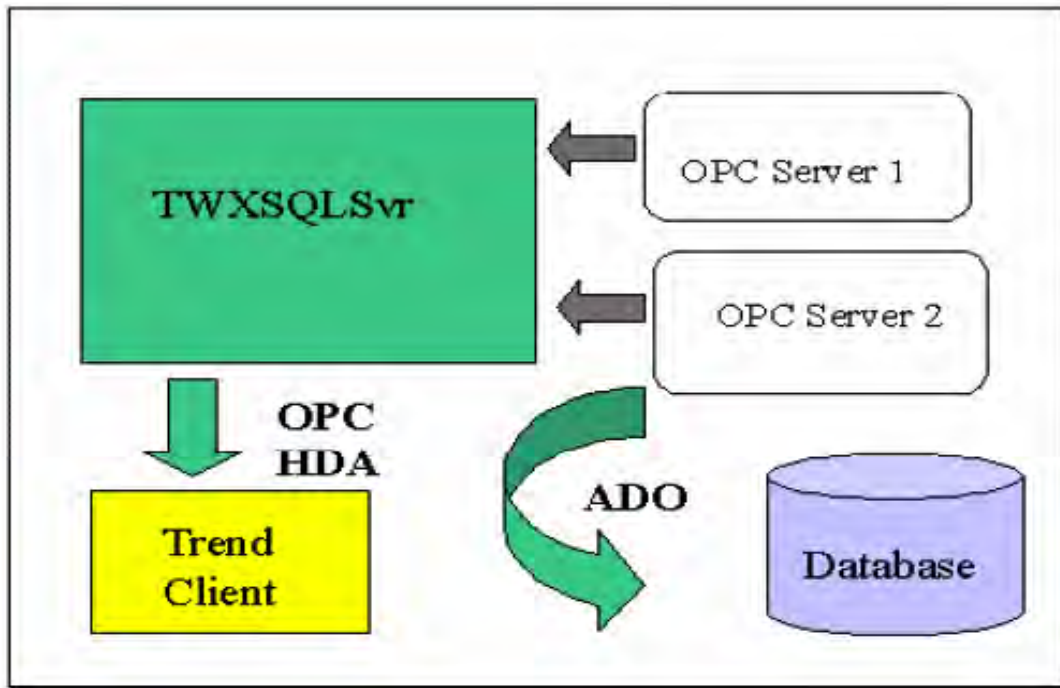 TWXSQLSvr
OPC Server 1
OPC Server 2
OPC
HDA
ADO
Trend
Client
Database